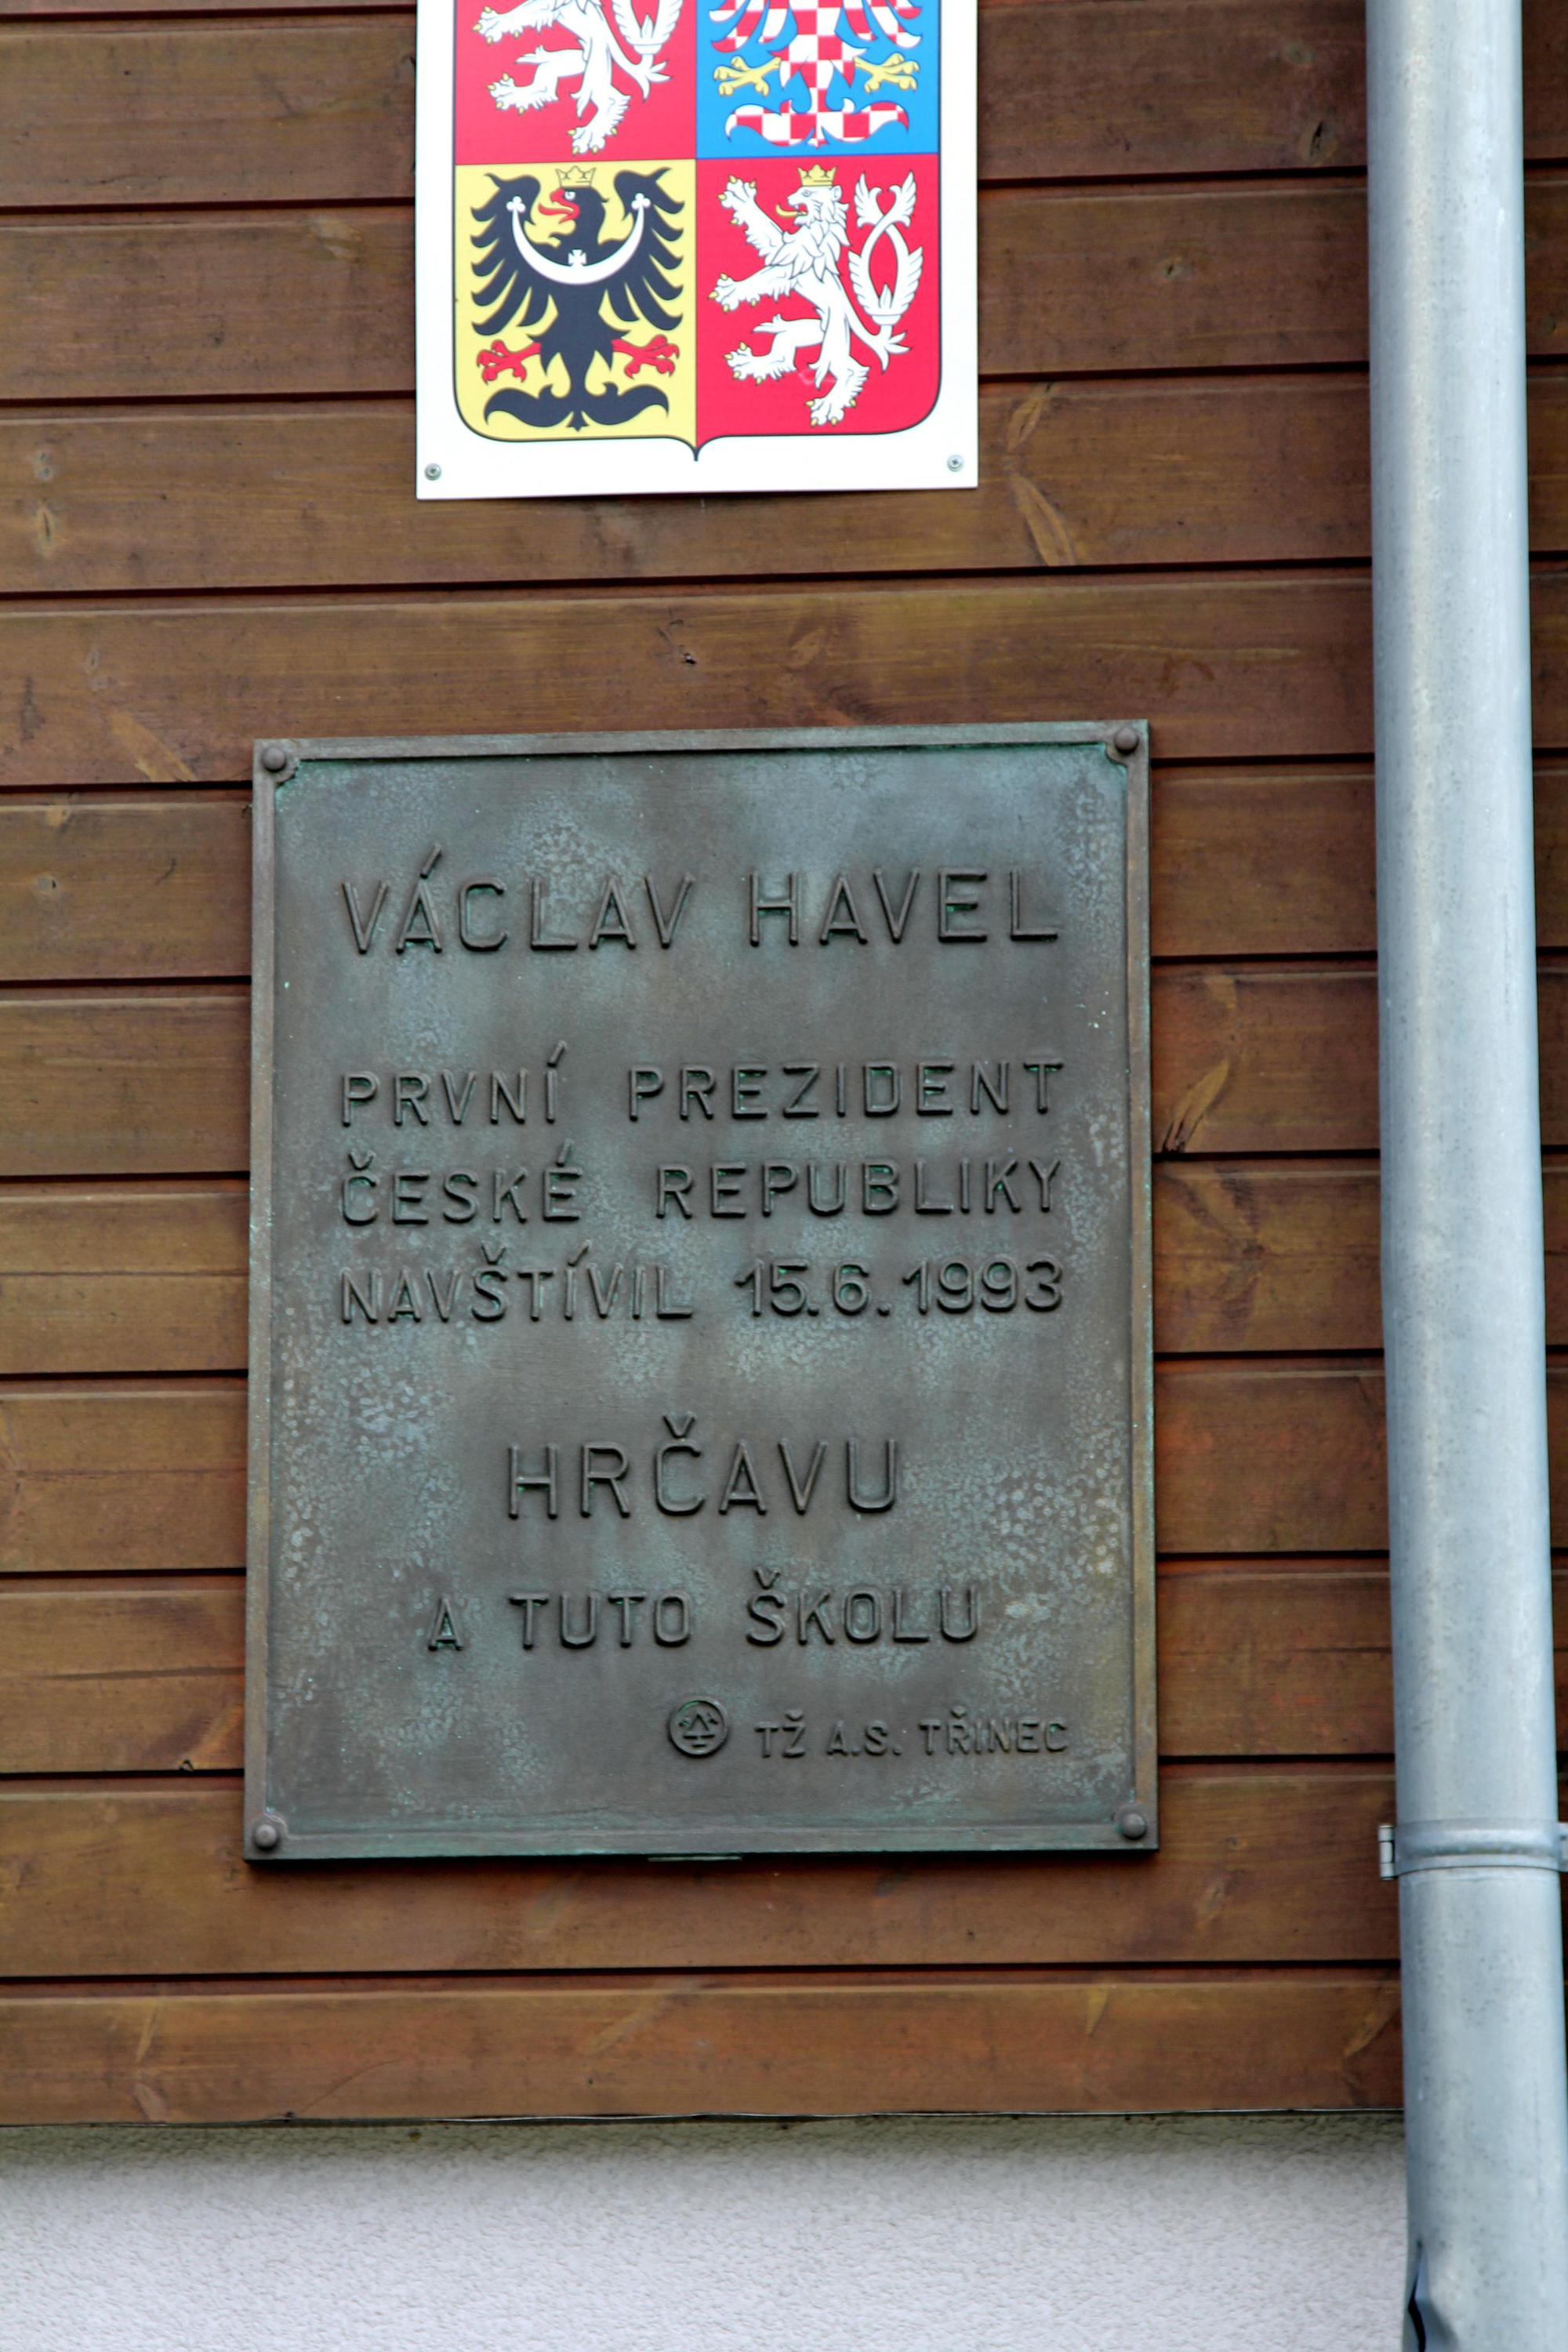 VÁCLAV HAVEL
PRVNÍ PREZIDENT
ČESKÉ REPUBLIKY
NAVŠTÍVIL 15.6.1993
HRČAVU
A TUTO ŠKOLU
TŽ A.S. TŘINEC